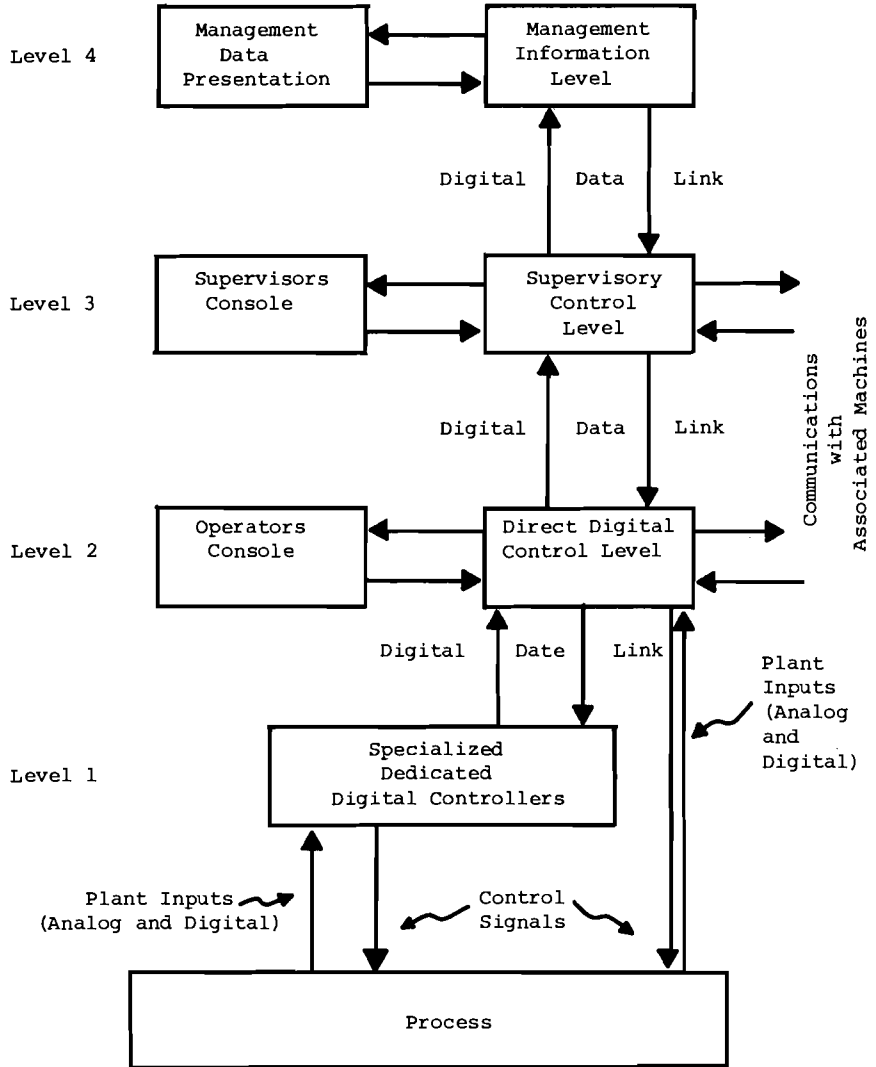 Level 4
Management
Data
Presentation
Management
Information
Level
Digital Data Link
Level 3
Supervisors
Console
Supervisory
Control
Level
Digital Data Link
Communications
with
Associated Machines
Level 2
Operators
Console
Direct Digital
Control Level
Digital Date Link
Plant
Inputs
(Analog
and
Digital)
Level 1
Specialized
Dedicated
Digital Controllers
Plant Inputs
(Analog and Digital)
Control
Signals
Process